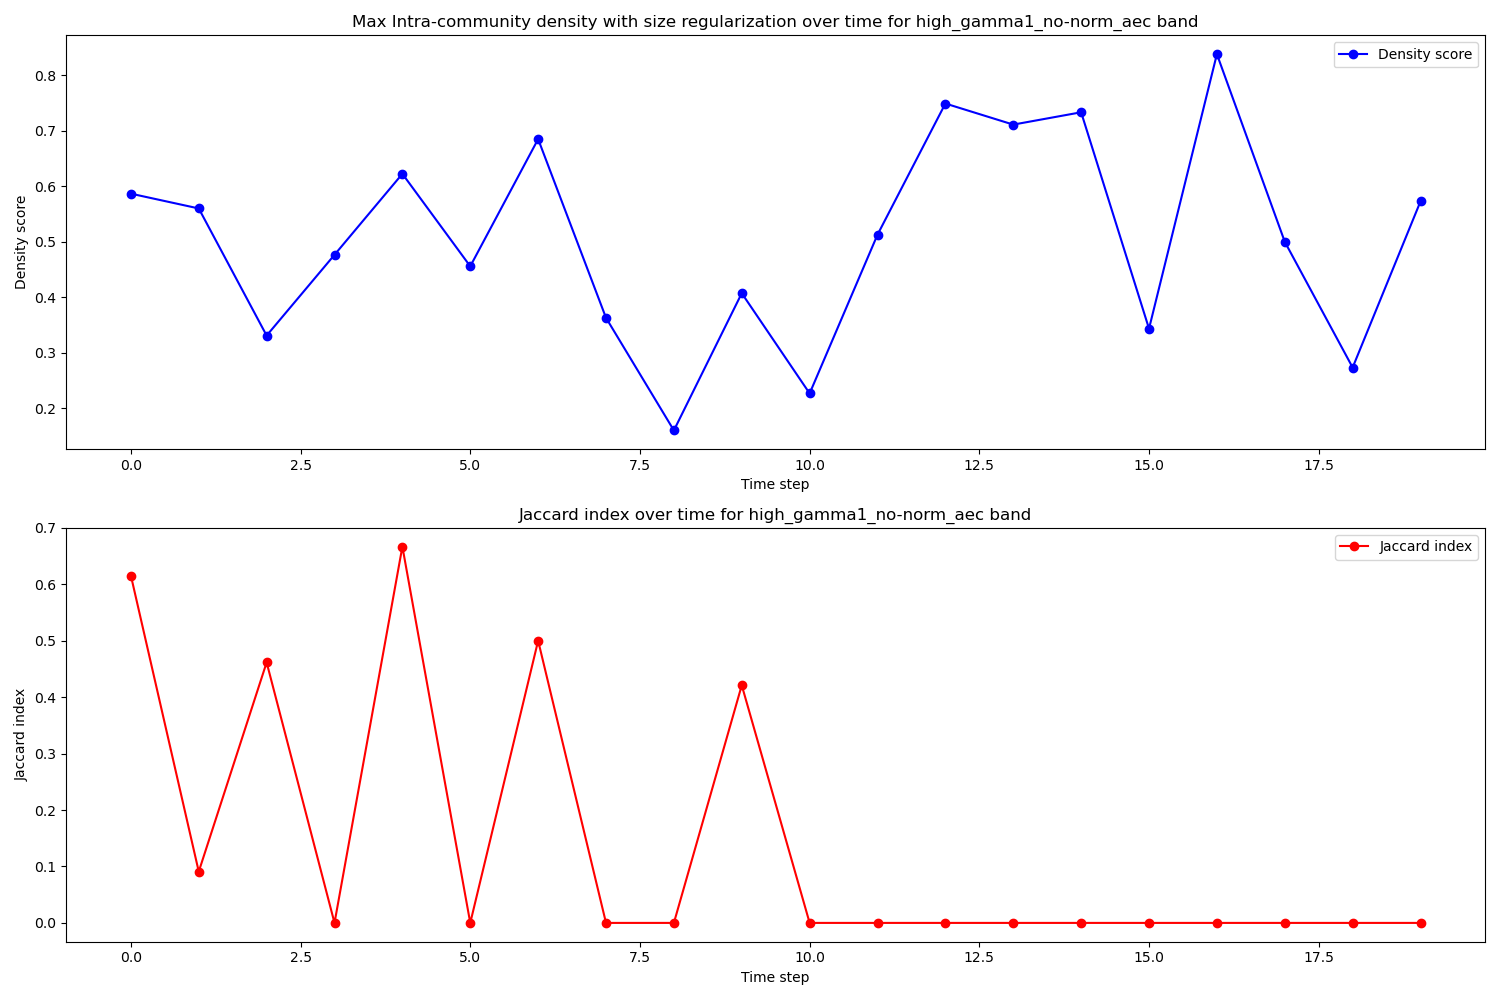 Max Intra-community density with size regularization over time for high_gamma1_no-norm_aec band
Density score
0.8
0.7
0.6
0.5
0.4
0.3
0.2
Density score
0.0 2.5 5.0 7.5 10.0 12.5 15.0 17.5
Time step
Jaccard index over time for high_gamma1_no-norm_aec band
Jaccard index
0.7
0.6
0.5
0.4
0.3
0.2
0.1
0.0
Jaccard index
0.0 2.5 5.0 7.5 10.0 12.5 15.0 17.5
Time step